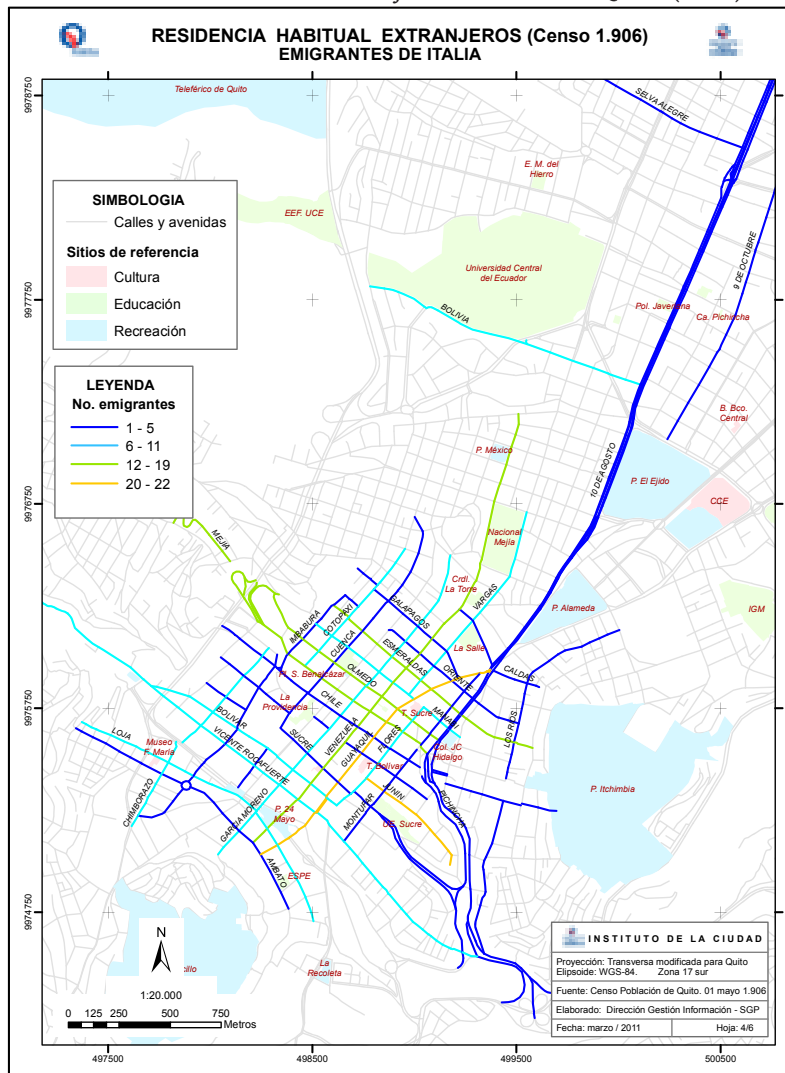 RESIDENCIA HABITUAL EXTRANJEROS (Censo 1.906)
EMIGRANTES DE ITALIA
9978750
9977750
9976750
9975750
9974750
Teleférico de Quito
SELVA ALEGRE
E. M. del
Hierro
SIMBOLOGIA
Calles y avenidas
Sitios de referencia
Cultura
Educación
Recreación
EEF. UCE
Universidad Central
del Ecuador
9 DE OCTUBRE
BOLIVIA
Pol. Javeriana
Ca. Pichincha
LEYENDA
No. emigrantes
1 - 5
6 - 11
12 - 19
20 - 22
B. Bco.
Central
P. México
10 DE AGOSTO
P. El Ejido
CCE
MEJIA
Nacional
Mejía
Crdl.
La Torre
VARGAS
GALAPAGOS
P. Alameda
IGM
IMBABURA
COTOPAXI
CUENCA
ESMERALDAS
La Salle
ORIENTE
CALDAS
OLMEDO
Pl. S. Benalcázar
La
Providencia
CHILE
BOLIVAR
SUCRE
VENEZUELA
GUAYAQUIL
FLORES
T. Sucre
MANABI
LOS RIOS
Col. JC
Hidalgo
LOJA
Museo
F. María
VICENTE ROCAFUERTE
T. Bolívar
JUNIN
PICHINCHA
P. Itchimbia
CHIMBORAZO
GARCIA MORENO
P. 24
Mayo
MONTUFAR
UE. Sucre
AMBATO
ESPE
N
cillo
La
Recoleta
1:20.000
0 125 250 500 750
Metros
INSTITUTO DE LA CIUDAD
Proyección: Transversa modificada para Quito
Elipsoide: WGS-84. Zona 17 sur
Fuente: Censo Población de Quito. 01 mayo 1.906
Elaborado: Dirección Gestión Información - SGP
Fecha: marzo / 2011 Hoja: 4/6
497500 498500 499500 500500